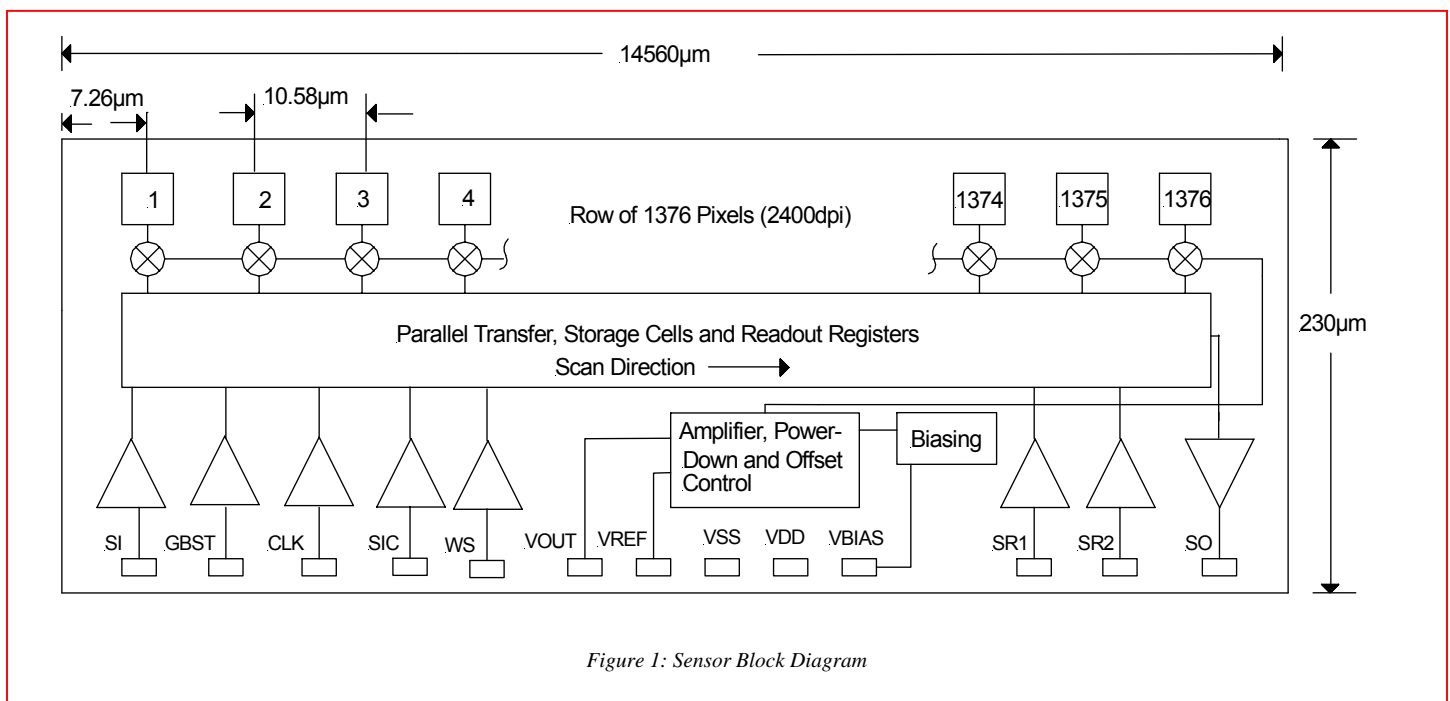 14560µm
7.26µm
10.58µm
1
2
3
4
Row of 1376 Pixels (2400dpi)
1374
1375
1376
Parallel Transfer, Storage Cells and Readout Registers
Scan Direction
230µm
Amplifier, Power-
Down and Offset
Control
Biasing
SI
GBST
CLK
SIC
WS
VOUT
VREF
VSS
VDD
VBIAS
SR1
SR2
SO
Figure 1: Sensor Block Diagram